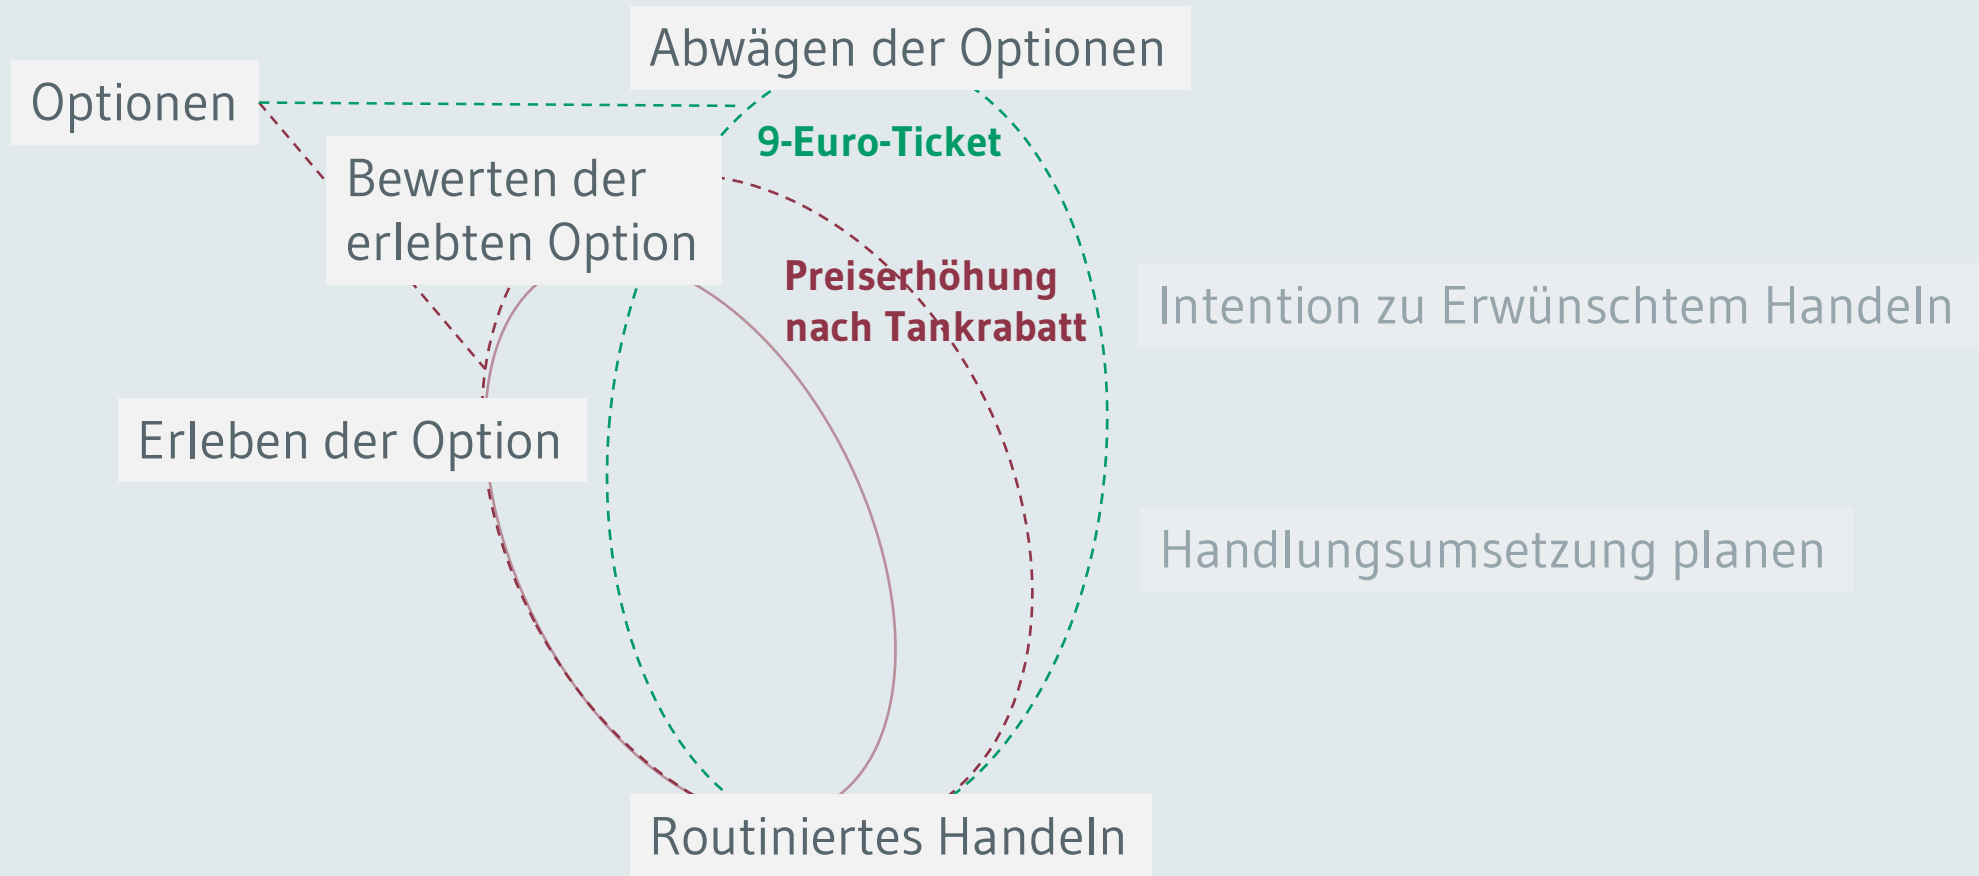 Abwägen der Optionen
Optionen
9-Euro-Ticket
Bewerten der
erlebten Option
Preiserhöhung
nach Tankrabatt
Intention zu Erwünschtem Handeln
Erleben der Option
Handlungsumsetzung planen
Routiniertes Handeln